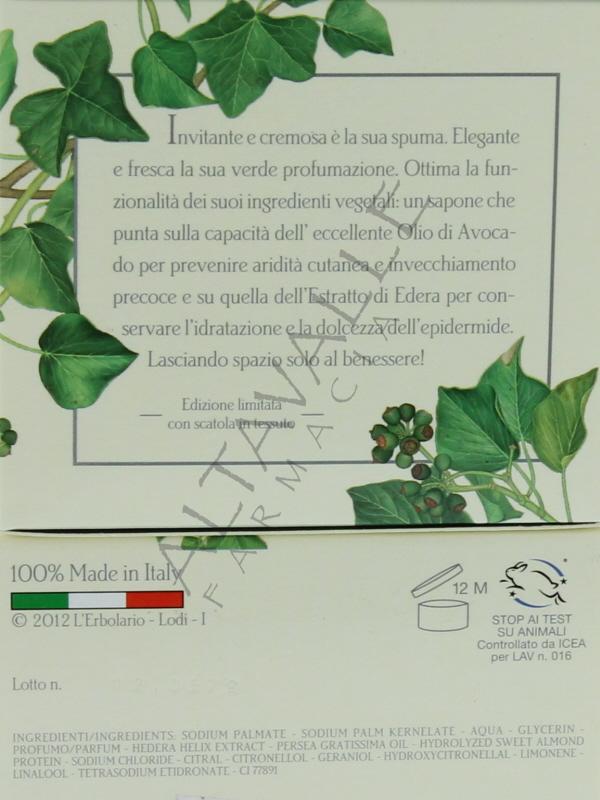 Invitante e cremosa è la sua spuma. Elegante
e fresca la sua verde profumazione. Ottima la fun-
zionalità dei suoi ingredienti vegetali: un sapone che
punta sulla capacità dell' eccellente Olio di Avoca-
do per prevenire aridità cutanea e invecchiamento
precoce e su quella dell'Estratto di Edera per con-
servare l'idratazione e la dolcezza dell'epidermide.
Lasciando spazio solo al benessere!
Edizione limitata
con scatola in tessuto
ALTAVALLE
FARMACIA
100% Made in Italy
© 2012 L'Erbolario - Lodi - I
12 M
STOP AI TEST
SU ANIMALI
Controllato da ICEA
per LAV n. 016
Lotto n.
INGREDIENTI/INGREDIENTS: SODIUM PALMATE - SODIUM PALM KERNELATE - AQUA - GLYCERIN -
PROFUMO/PARFUM - HEDERA HELIX EXTRACT - PERSEA GRATISSIMA OIL - HYDROLYZED SWEET ALMOND
PROTEIN - SODIUM CHLORIDE - CITRAL - CITRONELLOL - GERANIOL - HYDROXYCITRONELLAL - LIMONENE -
LINALOOL - TETRASODIUM ETIDRONATE - CI 77891